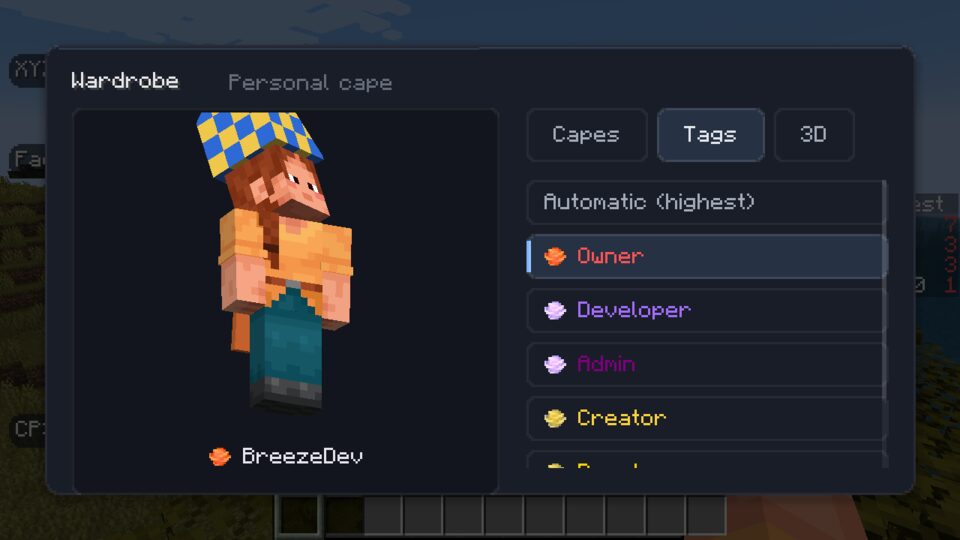 Wardrobe
Personal cape
Capes
Tags
3D
Automatic (highest)
Owner
Developer
Admin
Creator
BreezeDev